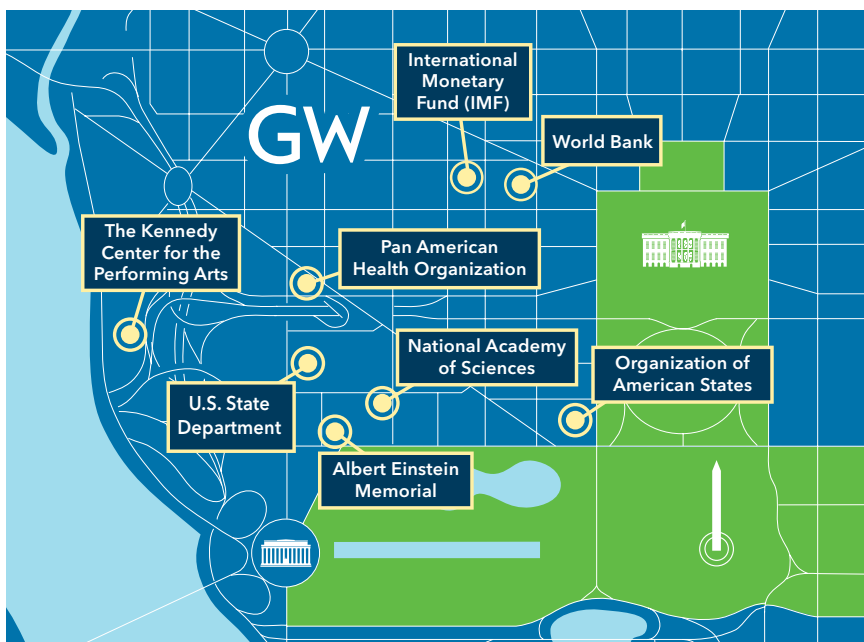 International
Monetary
Fund (IMF)
GW
World Bank
The Kennedy
Center for the
Performing Arts
Pan American
Health Organization
National Academy
of Sciences
Organization of
American States
U.S. State
Department
Albert Einstein
Memorial